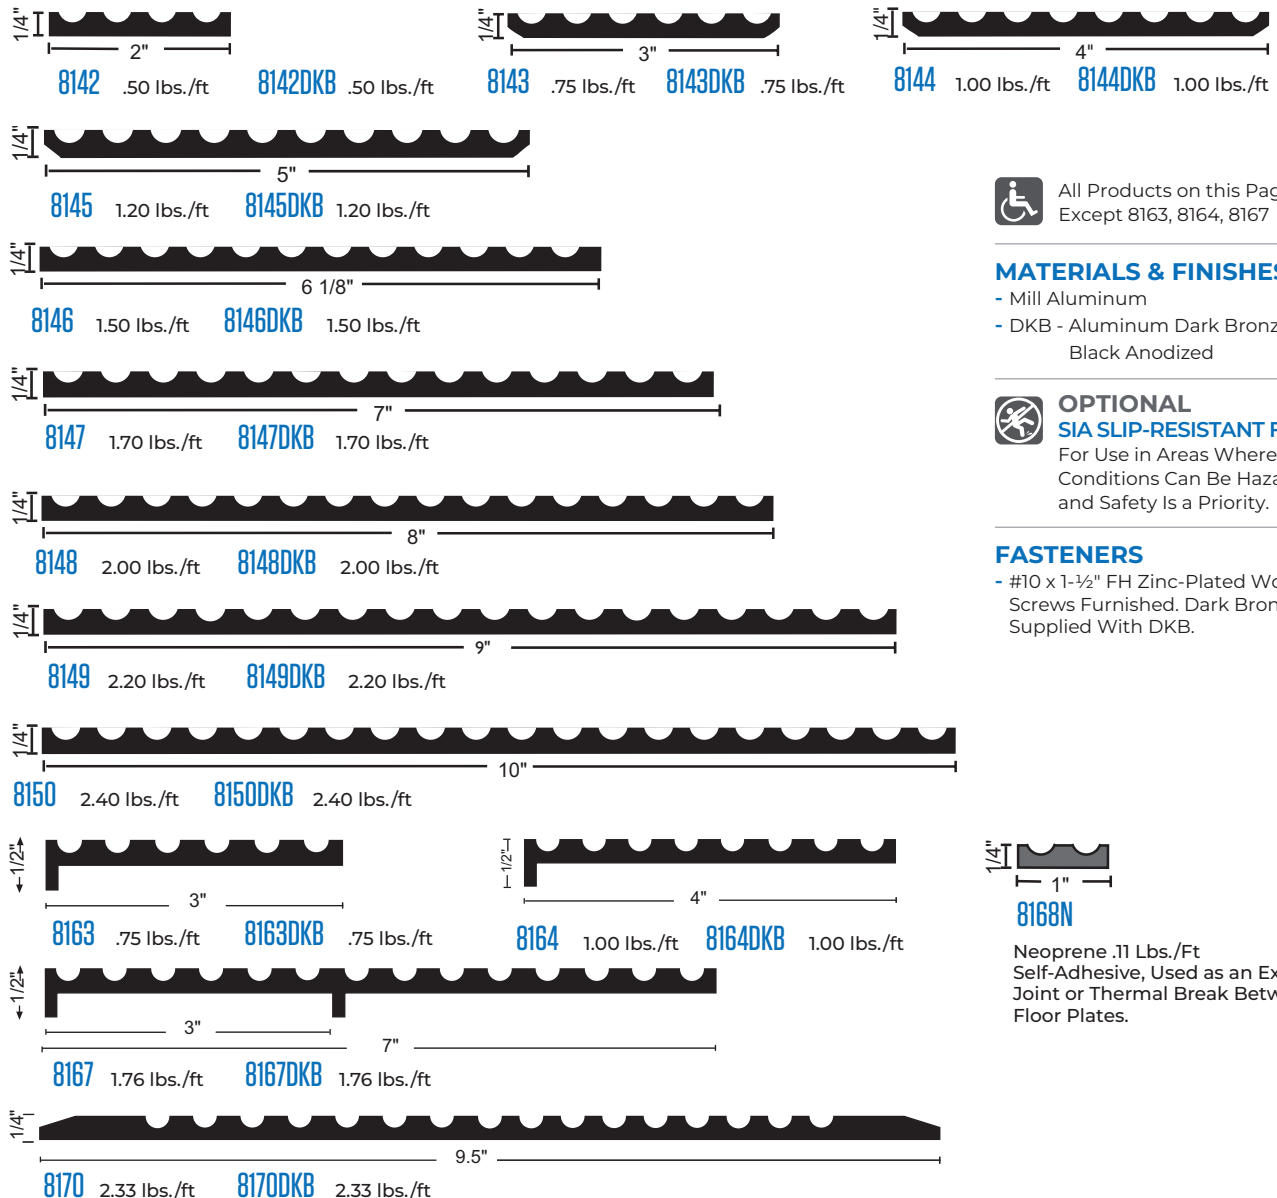 1/4"
2"
8142 .50 lbs./ft 8142DKB .50 lbs./ft
1/4"
3"
8143 .75 lbs./ft 8143DKB .75 lbs./ft
1/4"
4"
8144 1.00 lbs./ft 8144DKB 1.00 lbs./ft
1/4"
5"
8145 1.20 lbs./ft 8145DKB 1.20 lbs./ft
1/4"
6 1/8"
8146 1.50 lbs./ft 8146DKB 1.50 lbs./ft
1/4"
7"
8147 1.70 lbs./ft 8147DKB 1.70 lbs./ft
1/4"
8"
8148 2.00 lbs./ft 8148DKB 2.00 lbs./ft
1/4"
9"
8149 2.20 lbs./ft 8149DKB 2.20 lbs./ft
1/4"
10"
8150 2.40 lbs./ft 8150DKB 2.40 lbs./ft
1/2"
3"
8163 .75 lbs./ft 8163DKB .75 lbs./ft
1/2"
4"
8164 1.00 lbs./ft 8164DKB 1.00 lbs./ft
1/2"
3"
7"
8167 1.76 lbs./ft 8167DKB 1.76 lbs./ft
1/4"
9.5"
8170 2.33 lbs./ft 8170DKB 2.33 lbs./ft
All Products on this Pag
Except 8163, 8164, 8167
MATERIALS & FINISHES
- Mill Aluminum
- DKB - Aluminum Dark Bronz
Black Anodized
OPTIONAL
SIA SLIP-RESISTANT F
For Use in Areas Where
Conditions Can Be Haza
and Safety Is a Priority.
FASTENERS
- #10 x 1-½" FH Zinc-Plated Wo
Screws Furnished. Dark Bron
Supplied With DKB.
1/4"
1"
8168N
Neoprene .11 Lbs./Ft
Self-Adhesive, Used as an Ex
Joint or Thermal Break Betw
Floor Plates.